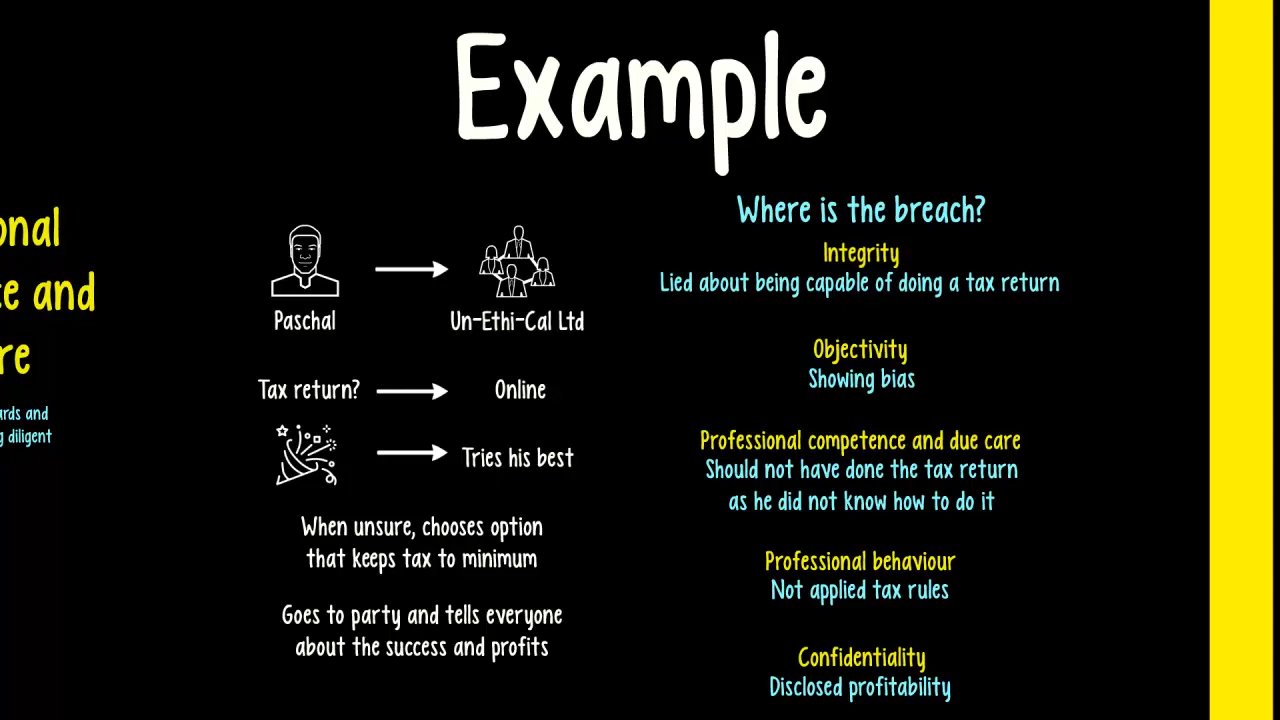 Example
onal
e and
re
ards and
g diligent
Paschal
Un-Ethi-Cal Ltd
Tax return?
Online
Tries his best
When unsure, chooses option
that keeps tax to minimum
Goes to party and tells everyone
about the success and profits
Where is the breach?
Integrity
Lied about being capable of doing a tax return
Objectivity
Showing bias
Professional competence and due care
Should not have done the tax return
as he did not know how to do it
Professional behaviour
Not applied tax rules
Confidentiality
Disclosed profitability